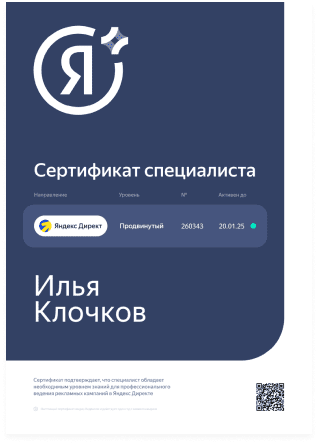 Я
Сертификат специалиста
Направление Уровень № Активен до
Яндекс Директ Продвинутый 260343 20.01.25
Илья
Клочков
Сертификат подтверждает, что специалист обладает
необходимым уровнем знаний для профессионального
ведения рекламных кампаний в Яндекс Директе